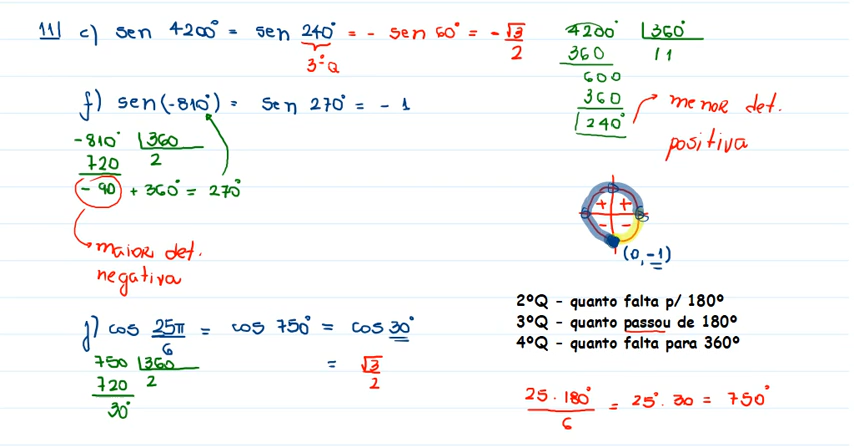 11) c) sen 4200° = sen 240° = - sen 60° = - √3/2
3°Q
4200° |360°
360 11
600
360
240°
menor det.
positiva
f) sen(-810°) = sen 270° = - 1
-810° |360
720 2
- 90 + 360° = 270°
maior det.
negativa
+ +
- -
(0, -1)
2ºQ - quanto falta p/ 180º
3ºQ - quanto passou de 180º
4ºQ - quanto falta para 360º
j) cos 25π/6 = cos 750° = cos 30°
= √3/2
750 |360
720 2
30°
25 . 180°/6 = 25° . 30 = 750°